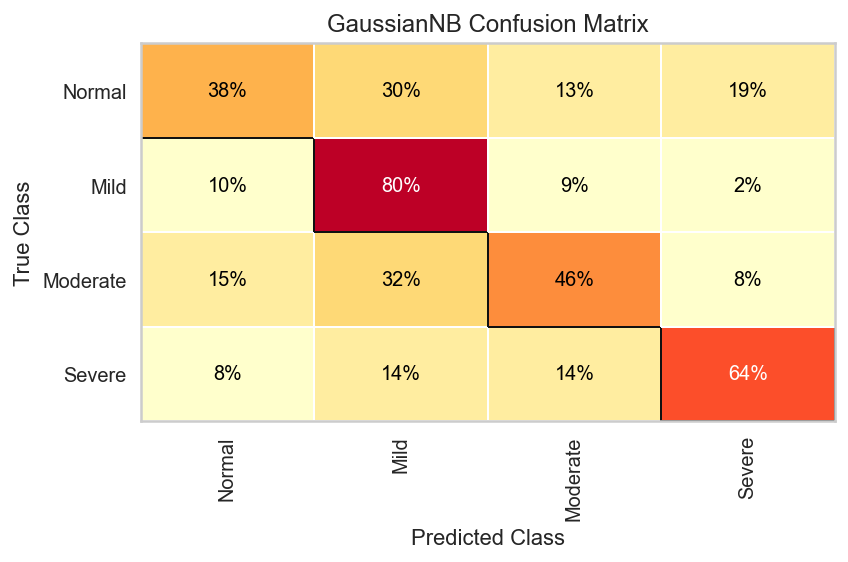 GaussianNB Confusion Matrix
True Class
Normal 38% 30% 13% 19%
Mild 10% 80% 9% 2%
Moderate 15% 32% 46% 8%
Severe 8% 14% 14% 64%
Normal Mild Moderate Severe
Predicted Class